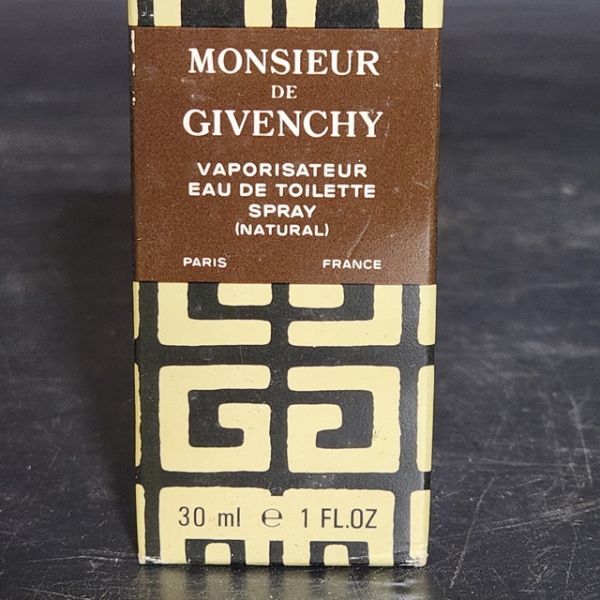 MONSIEUR
DE
GIVENCHY
VAPORISATEUR
EAU DE TOILETTE
SPRAY
(NATURAL)
PARIS FRANCE
30 ml ℮ 1 FL.OZ